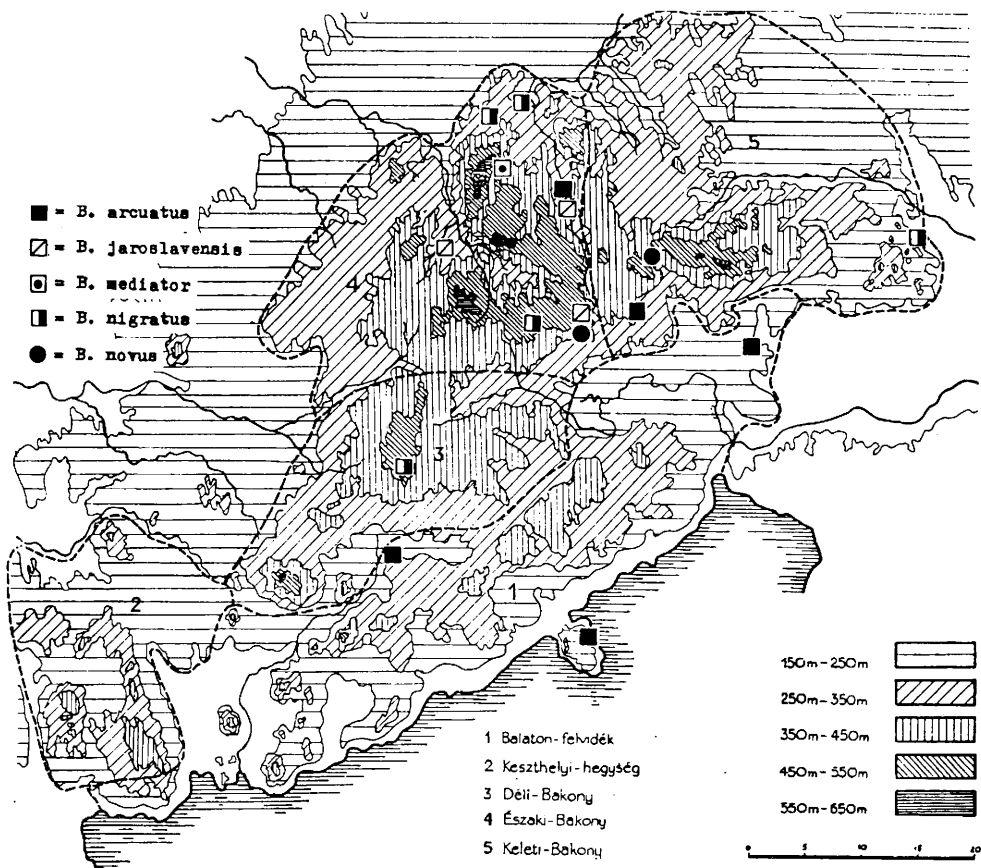 ■ = B. arcuatus
= B. jaroslavensis
= B. mediator
= B. nigratus
● = B. novus
5
4
3
2
1
1 Balaton-felvidék
2 Keszthelyi-hegység
3 Déli-Bakony
4 Északi-Bakony
5 Keleti-Bakony
150m-250m
250m-350m
350m-450m
450m-550m
550m-650m
0 5 10 15 20